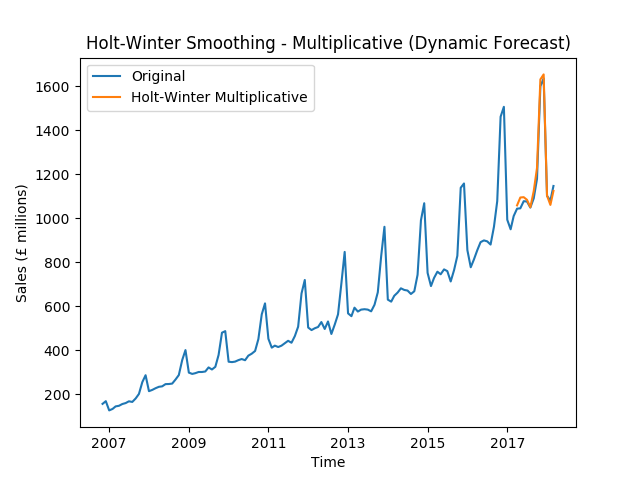 Holt-Winter Smoothing - Multiplicative (Dynamic Forecast)
Original
Holt-Winter Multiplicative
Sales (£ millions)
1600
1400
1200
1000
800
600
400
200
2007
2009
2011
2013
2015
2017
Time